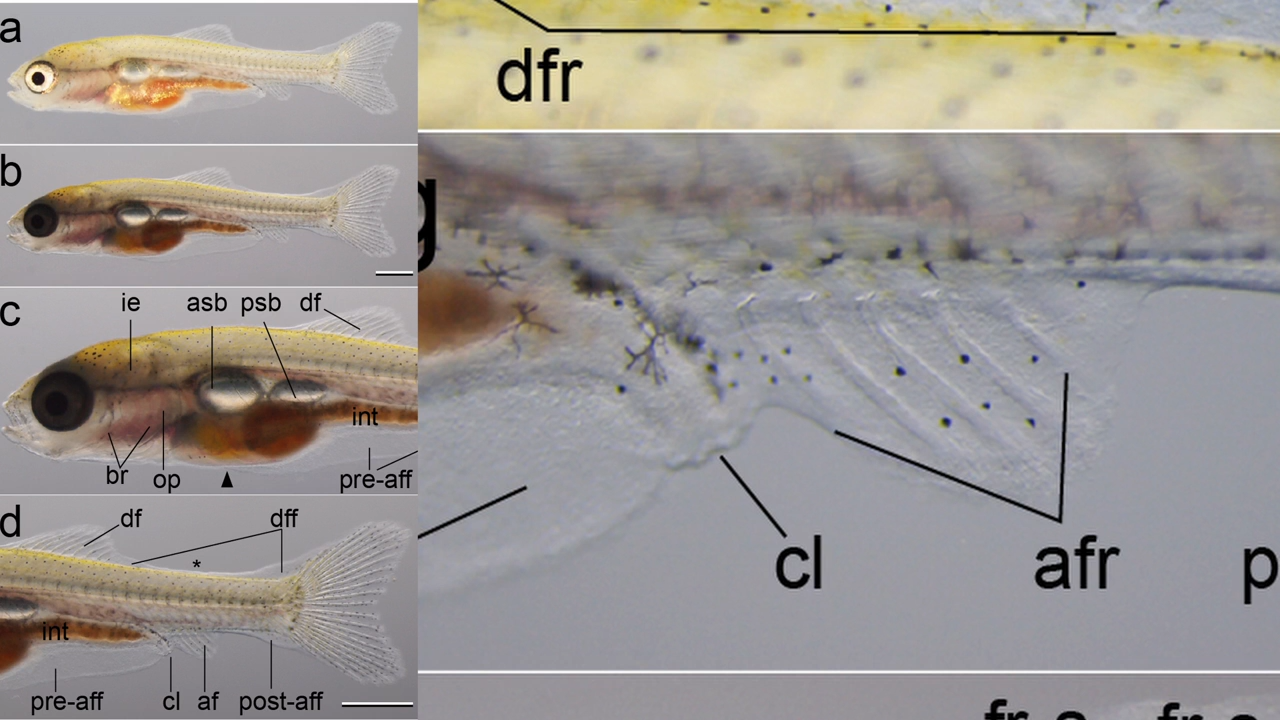 a
b
c
ie asb psb df
int
br op pre-aff
d
df dff
*
int
pre-aff cl af post-aff
dfr
g
cl afr p